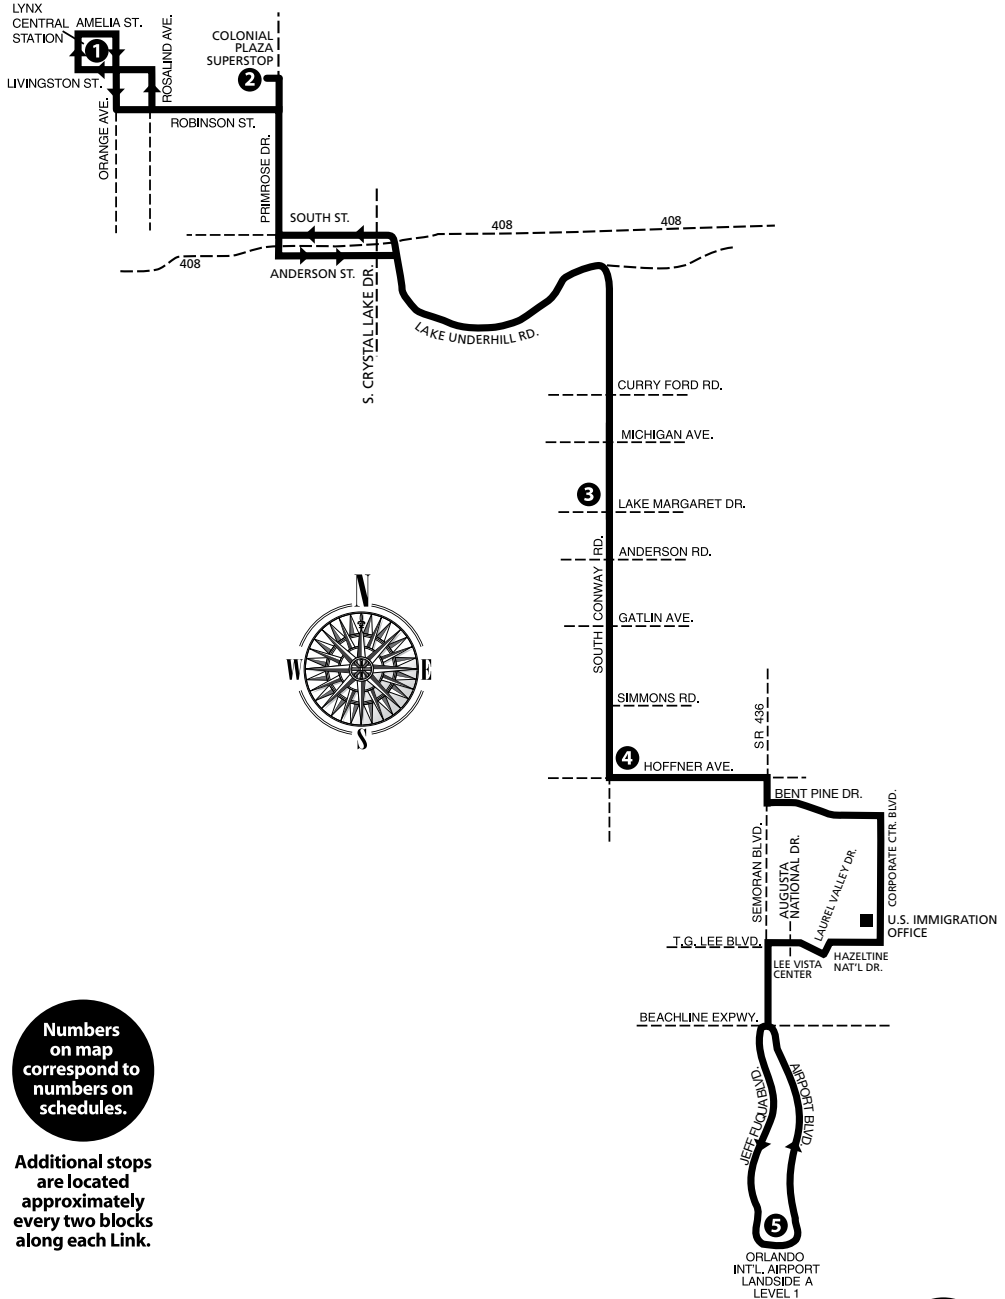 LYNX
CENTRAL
STATION
AMELIA ST.
1
ROSALIND AVE.
LIVINGSTON ST.
ORANGE AVE.
COLONIAL
PLAZA
SUPERSTOP
2
ROBINSON ST.
PRIMROSE DR.
SOUTH ST.
408
408
408
ANDERSON ST.
S. CRYSTAL LAKE DR.
LAKE UNDERHILL RD.
CURRY FORD RD.
MICHIGAN AVE.
3
LAKE MARGARET DR.
ANDERSON RD.
SOUTH CONWAY RD.
GATLIN AVE.
N
W
E
S
SIMMONS RD.
SR 436
4
HOFFNER AVE.
BENT PINE DR.
SEMORAN BLVD.
AUGUSTA
NATIONAL DR.
LAUREL VALLEY DR.
CORPORATE CTR. BLVD.
U.S. IMMIGRATION
OFFICE
T.G. LEE BLVD.
LEE VISTA
CENTER
HAZELTINE
NAT'L DR.
BEACHLINE EXPWY.
JEFF FUQUA BLVD.
AIRPORT BLVD.
5
ORLANDO
INT'L. AIRPORT
LANDSIDE A
LEVEL 1
Numbers
on map
correspond to
numbers on
schedules.
Additional stops
are located
approximately
every two blocks
along each Link.